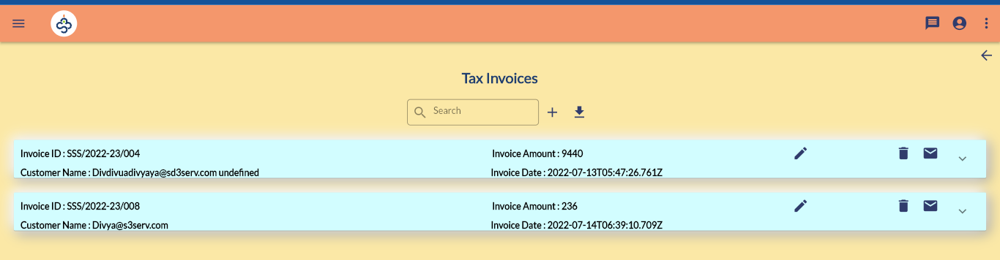 Tax Invoices
Search
Invoice ID : SSS/2022-23/004 Invoice Amount : 9440
Customer Name : Divdivuadivyaya@sd3serv.com undefined Invoice Date : 2022-07-13T05:47:26.761Z
Invoice ID : SSS/2022-23/008 Invoice Amount : 236
Customer Name : Divya@s3serv.com Invoice Date : 2022-07-14T06:39:10.709Z